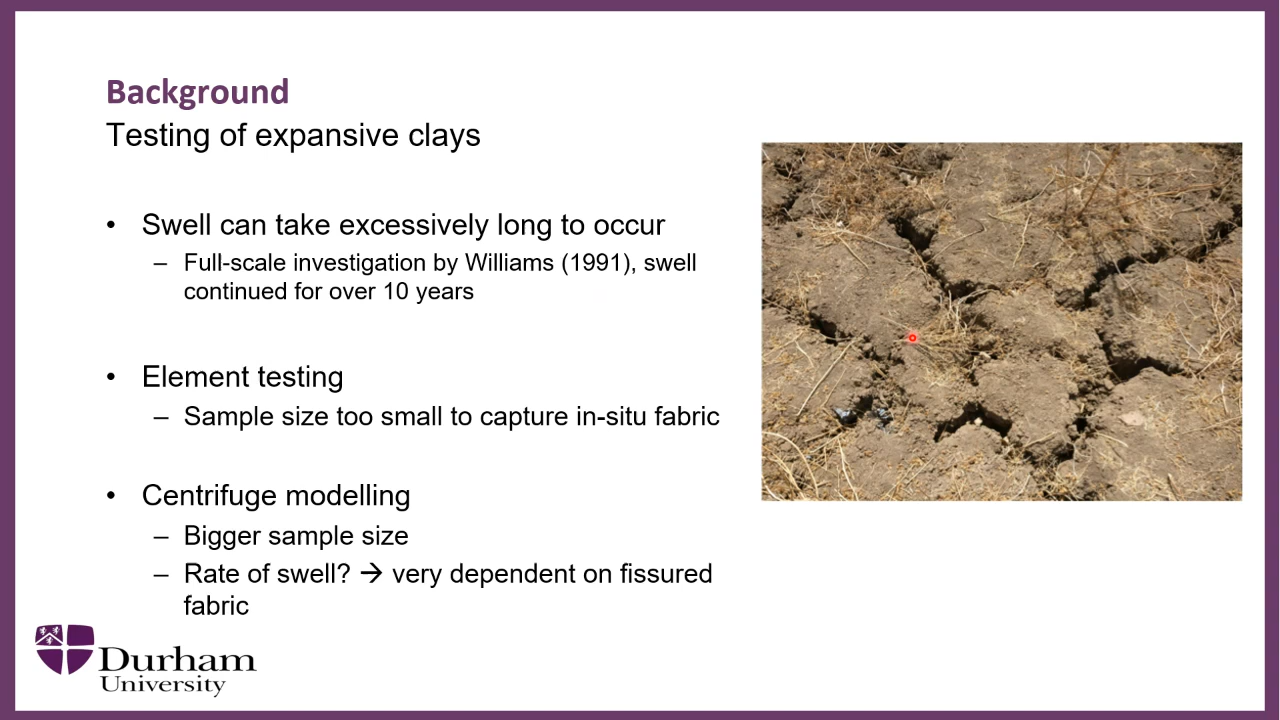 Background
Testing of expansive clays
• Swell can take excessively long to occur
– Full-scale investigation by Williams (1991), swell
continued for over 10 years
• Element testing
– Sample size too small to capture in-situ fabric
• Centrifuge modelling
– Bigger sample size
– Rate of swell? → very dependent on fissured
fabric
Durham
University